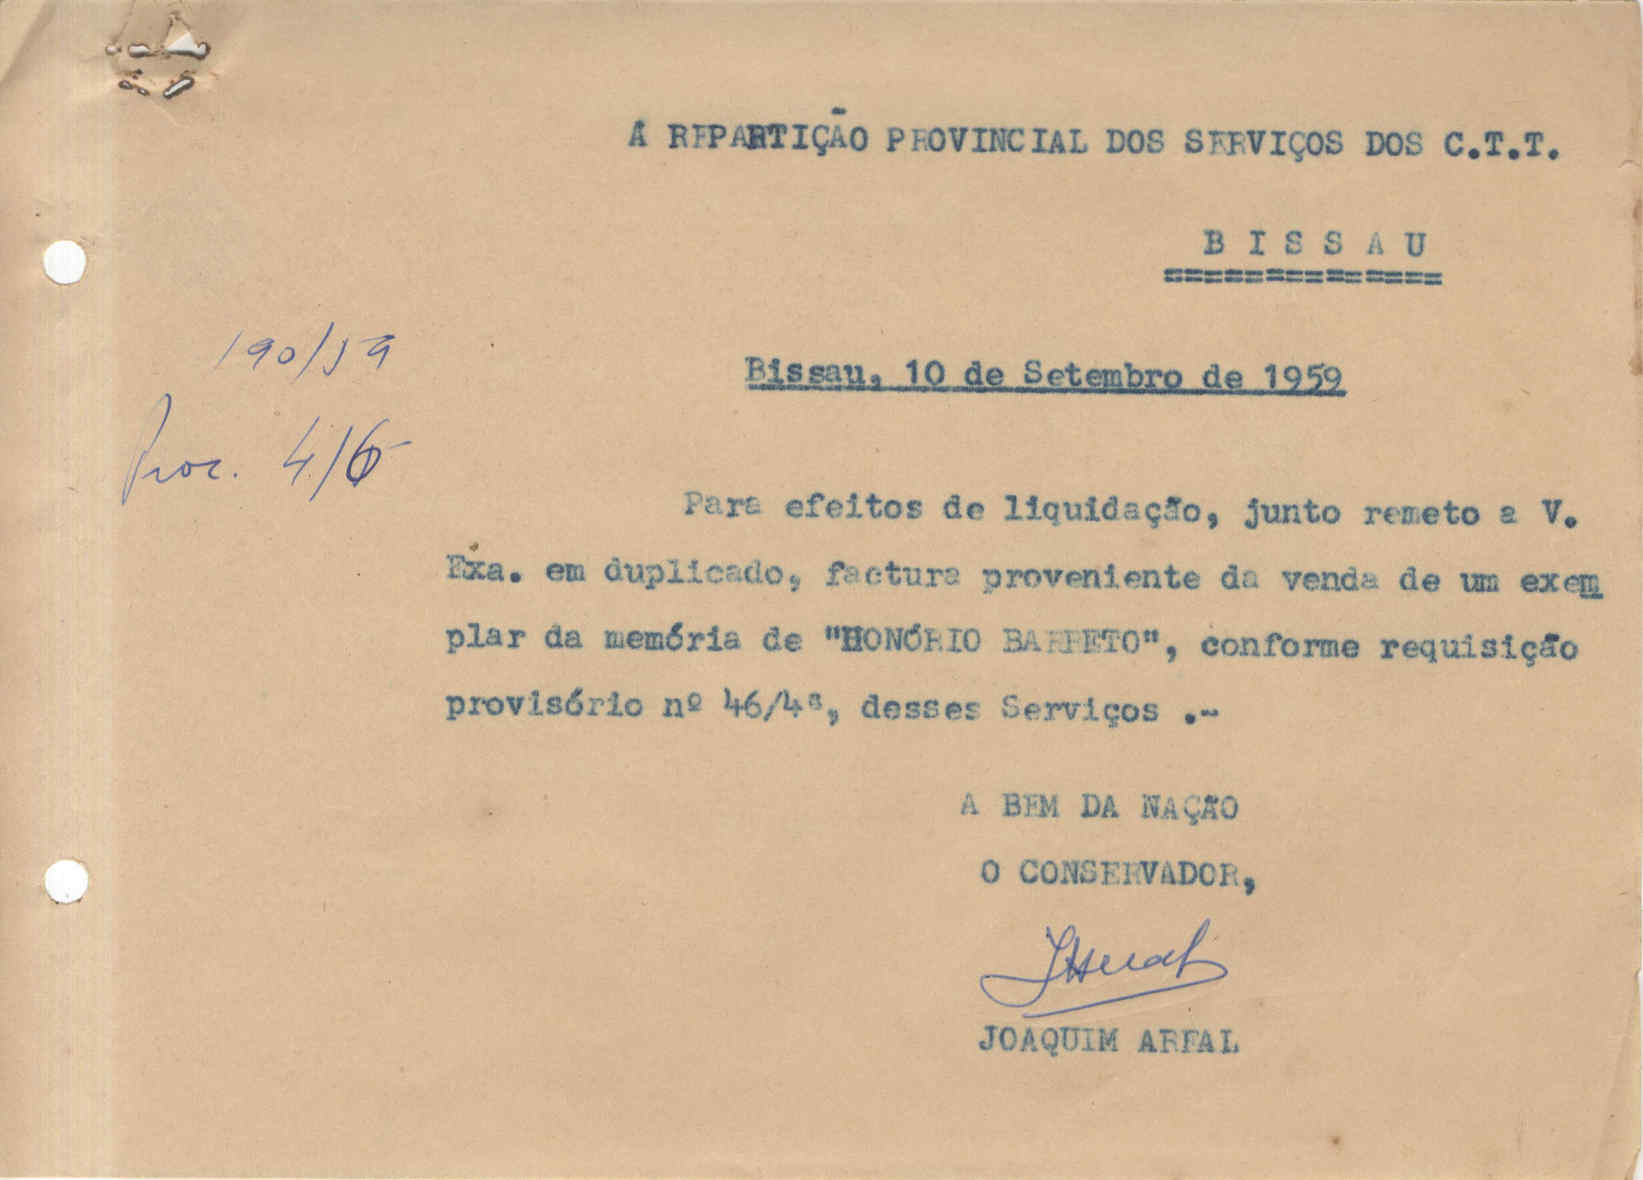 Á REPARTIÇÃO PROVINCIAL DOS SERVIÇOS DOS C.T.T.
B I S S A U
==============
190/59
Proc. 4/6
Bissau, 10 de Setembro de 1959
Para efeitos de liquidação, junto remeto a V.
Exa. em duplicado, factura proveniente da venda de um exem
plar da memória de "HONÓRIO BARRETO", conforme requisição
provisório nº 46/4ª, desses Serviços .-
A BEM DA NAÇÃO
O CONSERVADOR,
JOAQUIM AREAL